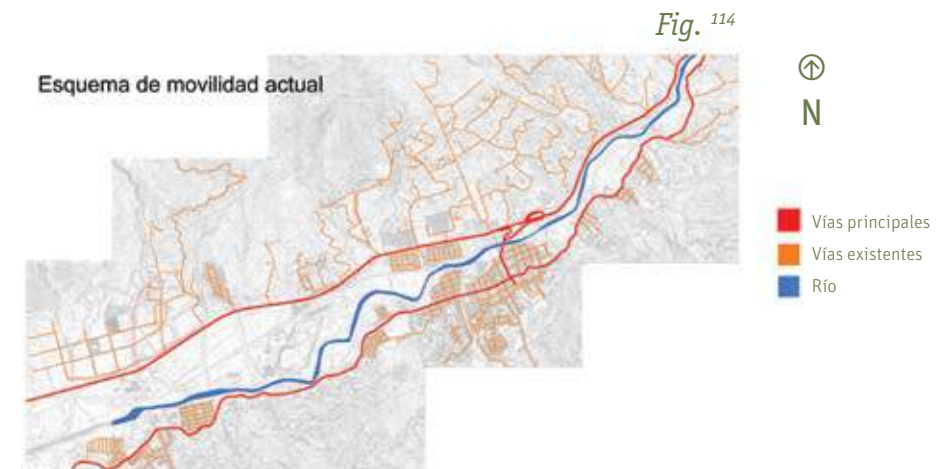 Fig. 114
Esquema de movilidad actual
N
Vías principales
Vías existentes
Río